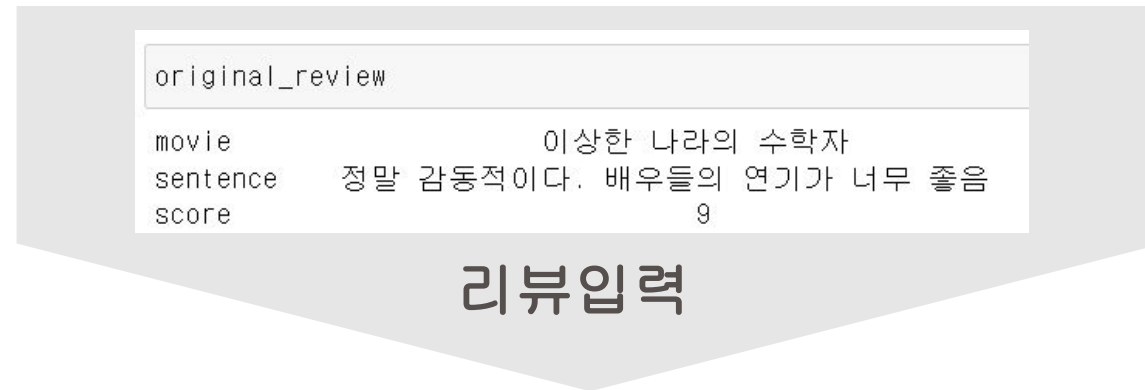 original_review
movie 이상한 나라의 수학자
sentence 정말 감동적이다. 배우들의 연기가 너무 좋음
score 9
리뷰입력